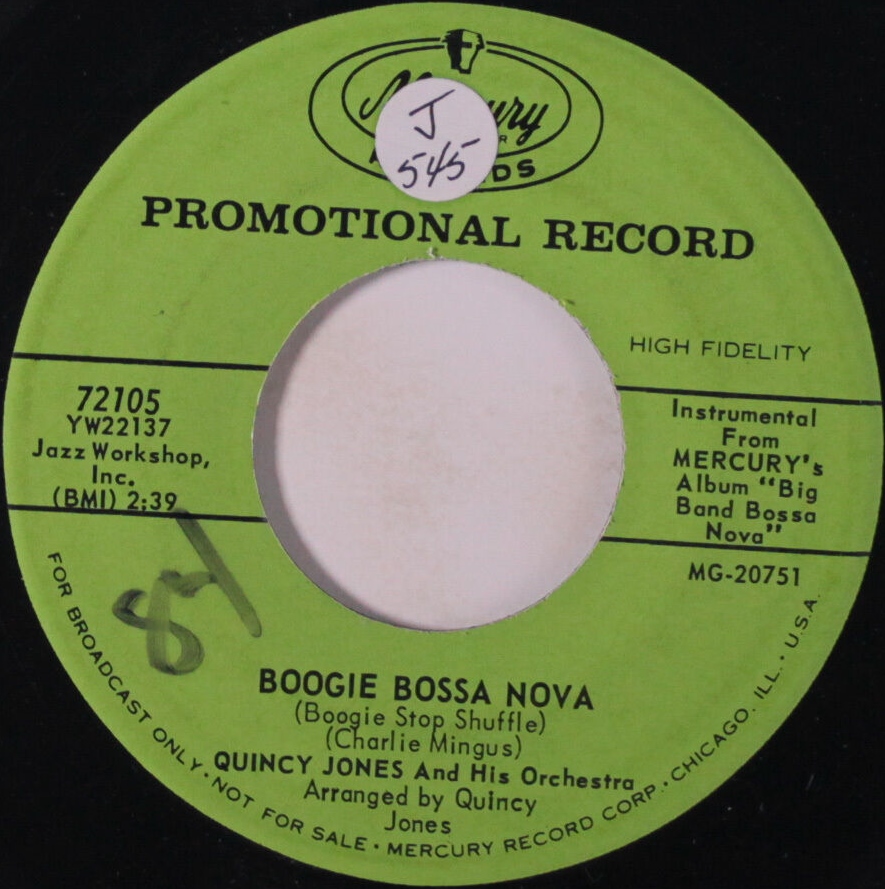 J
545
PROMOTIONAL RECORD
HIGH FIDELITY
72105
YW22137
Jazz Workshop,
Inc.
(BMI) 2:39
Instrumental
From
MERCURY's
Album "Big
Band Bossa
Nova"
MG-20751
84
BOOGIE BOSSA NOVA
(Boogie Stop Shuffle)
(Charlie Mingus)
QUINCY JONES And His Orchestra
Arranged by Quincy
Jones
FOR BROADCAST ONLY • NOT FOR SALE • MERCURY RECORD CORP. • CHICAGO, ILL. • U.S.A.